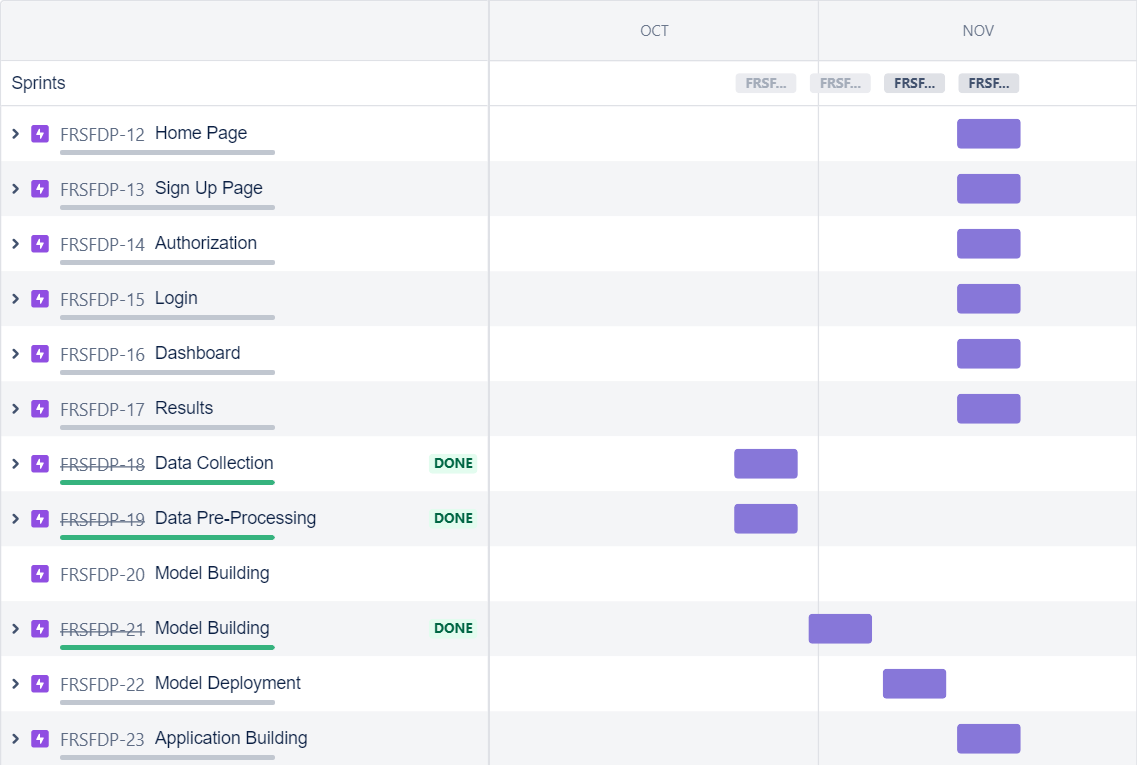 OCT NOV
Sprints FRSF... FRSF... FRSF... FRSF...
FRSFDP-12 Home Page
FRSFDP-13 Sign Up Page
FRSFDP-14 Authorization
FRSFDP-15 Login
FRSFDP-16 Dashboard
FRSFDP-17 Results
FRSFDP-18 Data Collection DONE
FRSFDP-19 Data Pre-Processing DONE
FRSFDP-20 Model Building
FRSFDP-21 Model Building DONE
FRSFDP-22 Model Deployment
FRSFDP-23 Application Building